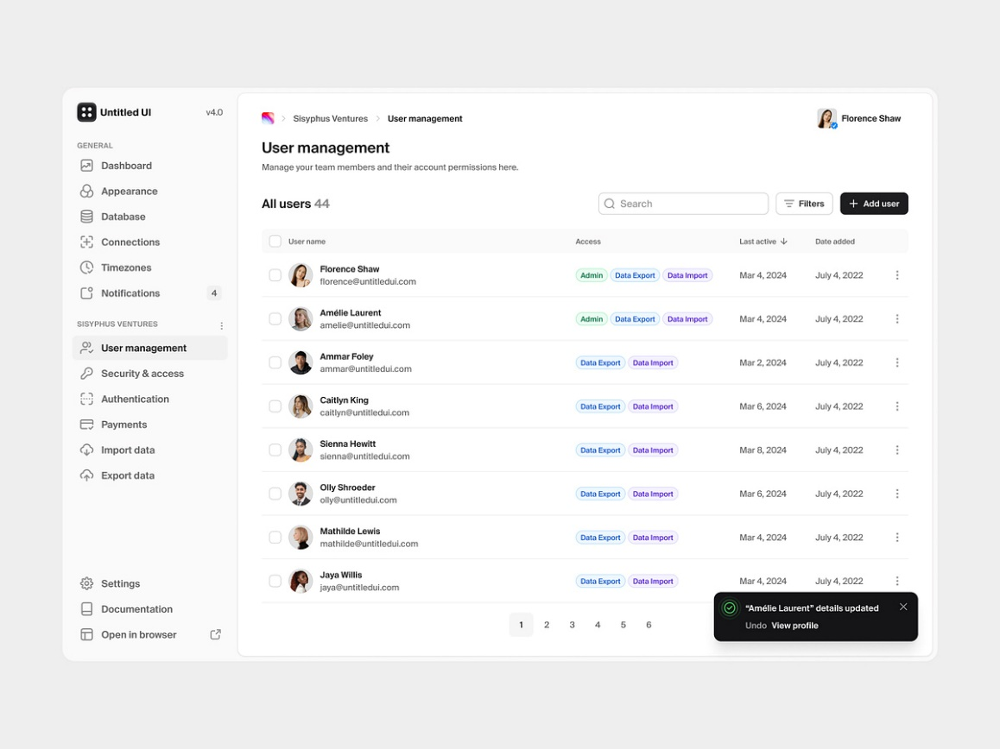 Untitled UI v4.0
GENERAL
Dashboard
Appearance
Database
Connections
Timezones
Notifications 4
SISYPHUS VENTURES
User management
Security & access
Authentication
Payments
Import data
Export data
Settings
Documentation
Open in browser
Sisyphus Ventures User management
Florence Shaw
User management
Manage your team members and their account permissions here.
All users 44
Search
Filters
Add user
User name Access Last active Date added
Florence Shaw
florence@untitledui.com
Admin Data Export Data Import Mar 4, 2024 July 4, 2022
Amélie Laurent
amelie@untitledui.com
Admin Data Export Data Import Mar 4, 2024 July 4, 2022
Ammar Foley
ammar@untitledui.com
Data Export Data Import Mar 2, 2024 July 4, 2022
Caitlyn King
caitlyn@untitledui.com
Data Export Data Import Mar 6, 2024 July 4, 2022
Sienna Hewitt
sienna@untitledui.com
Data Export Data Import Mar 8, 2024 July 4, 2022
Olly Shroeder
olly@untitledui.com
Data Export Data Import Mar 6, 2024 July 4, 2022
Mathilde Lewis
mathilde@untitledui.com
Data Export Data Import Mar 4, 2024 July 4, 2022
Jaya Willis
jaya@untitledui.com
Data Export Data Import Mar 4, 2024 July 4, 2022
1 2 3 4 5 6
“Amélie Laurent” details updated
Undo View profile